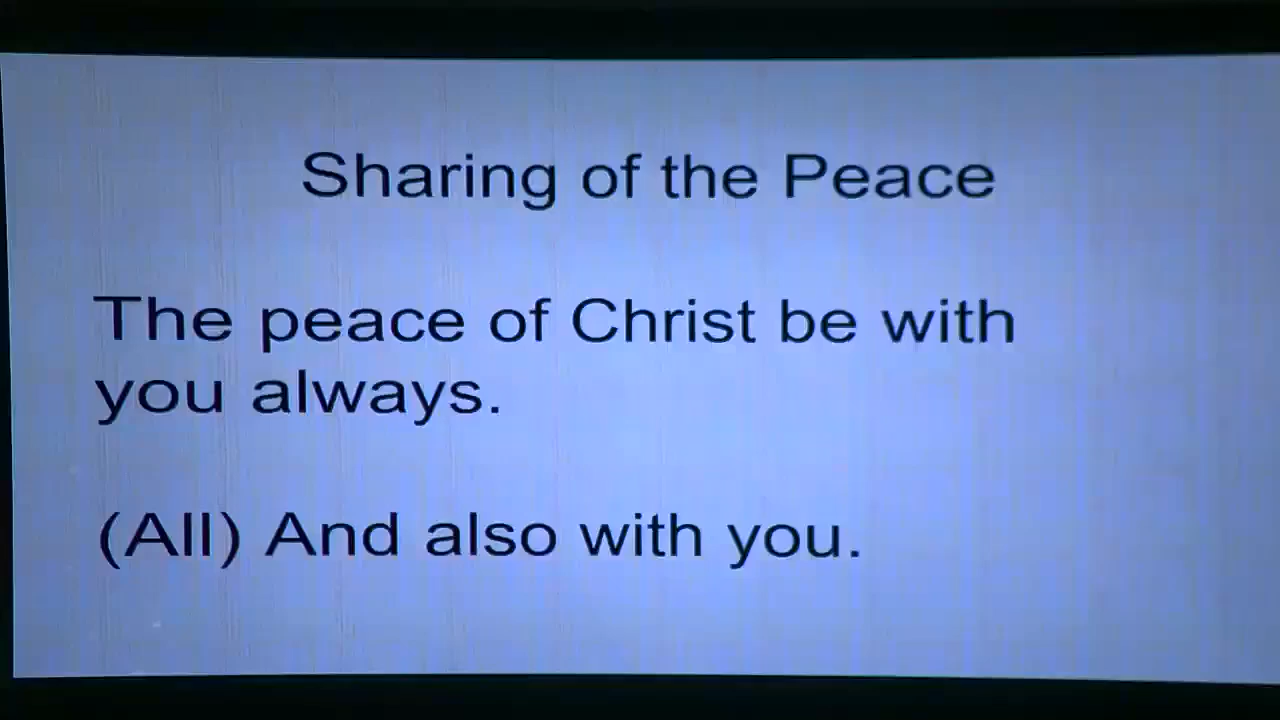 Sharing of the Peace
The peace of Christ be with
you always.
(All) And also with you.